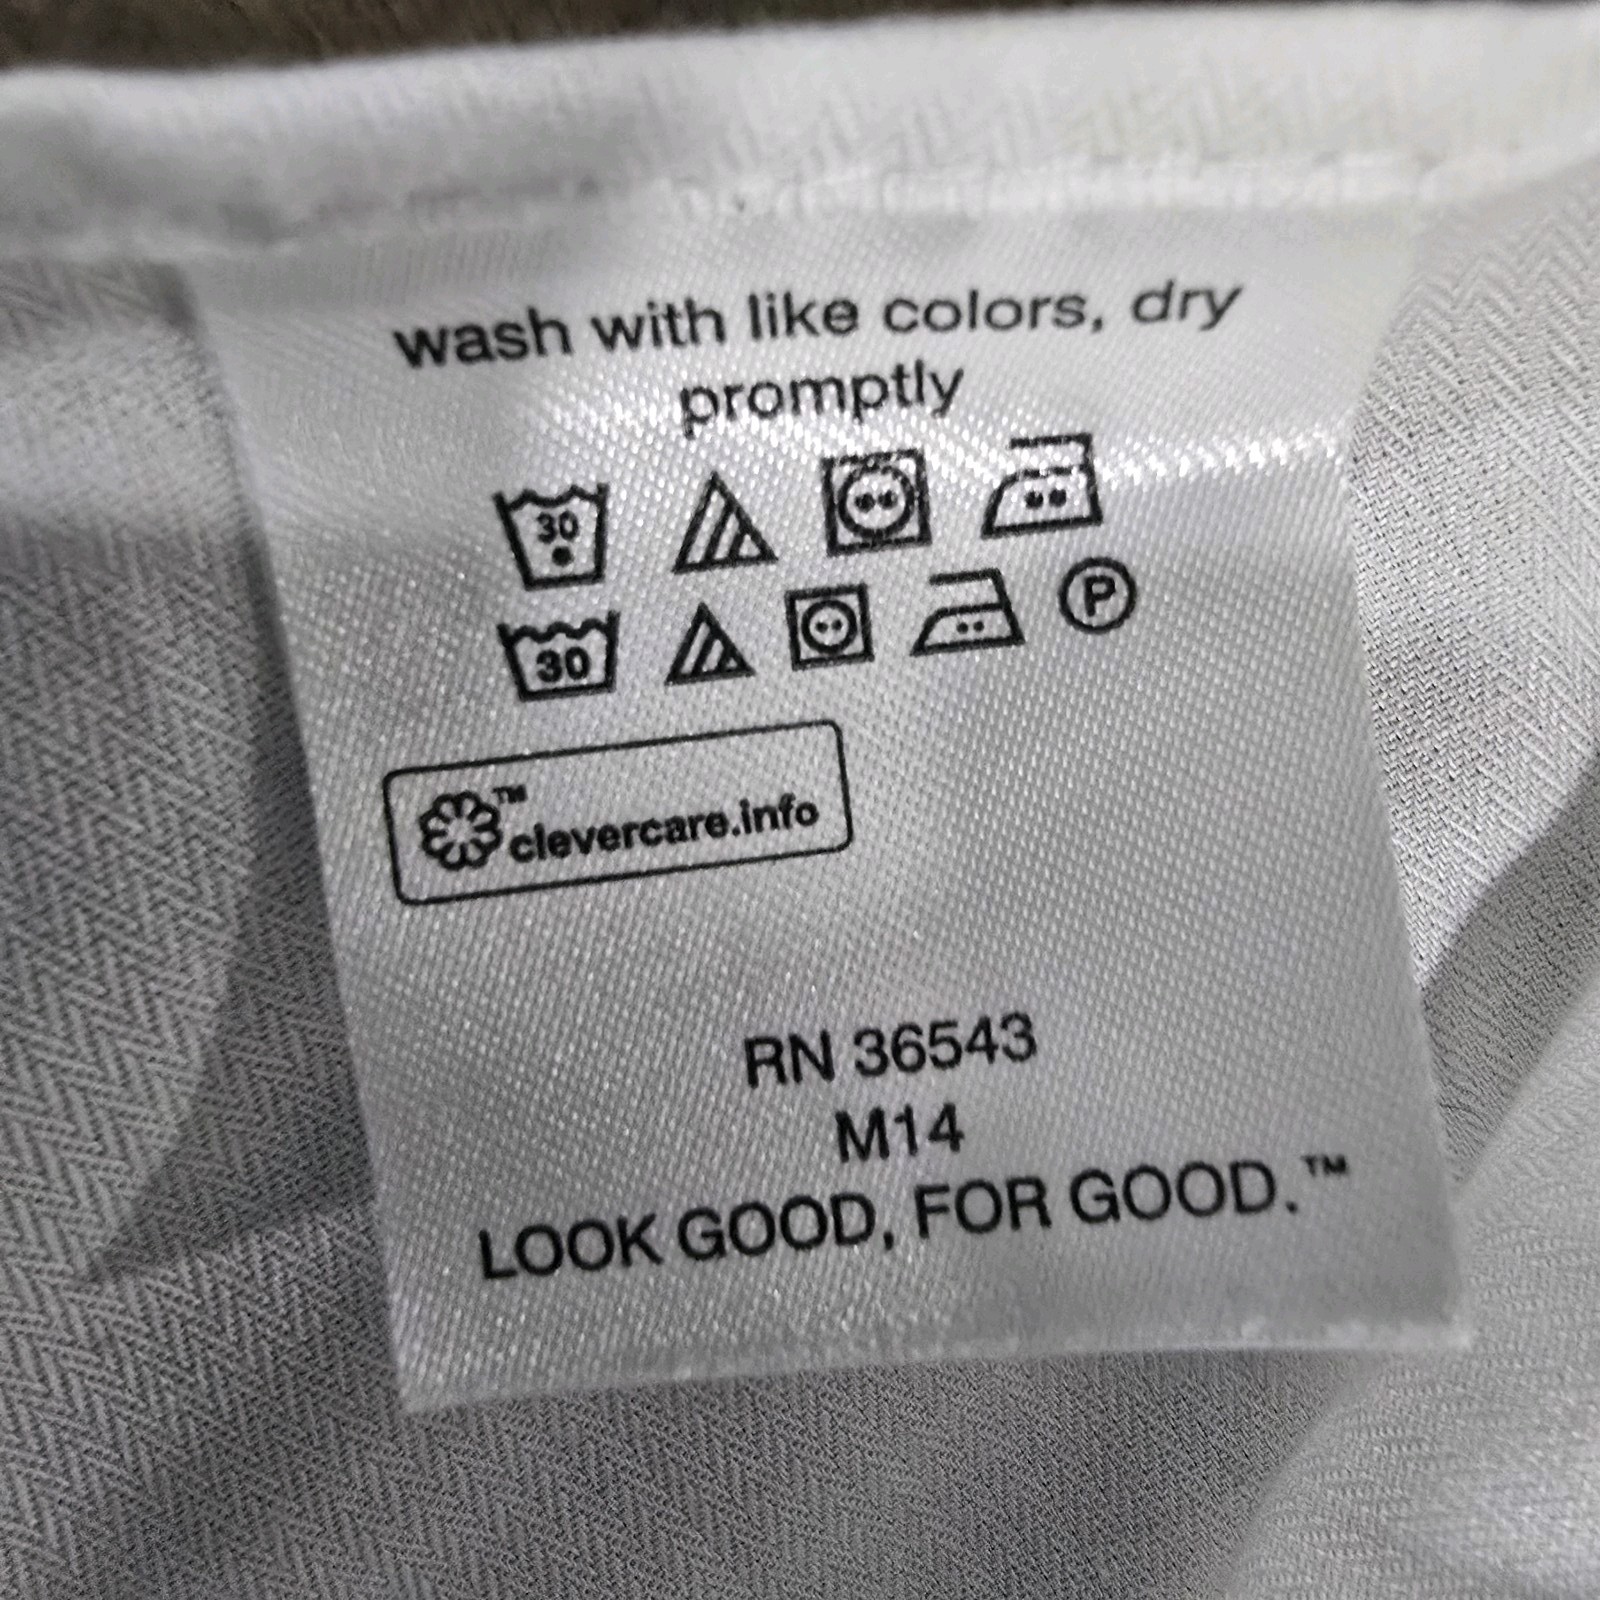 wash with like colors, dry
promptly
30
30
P
™
clevercare.info
RN 36543
M14
LOOK GOOD, FOR GOOD.™